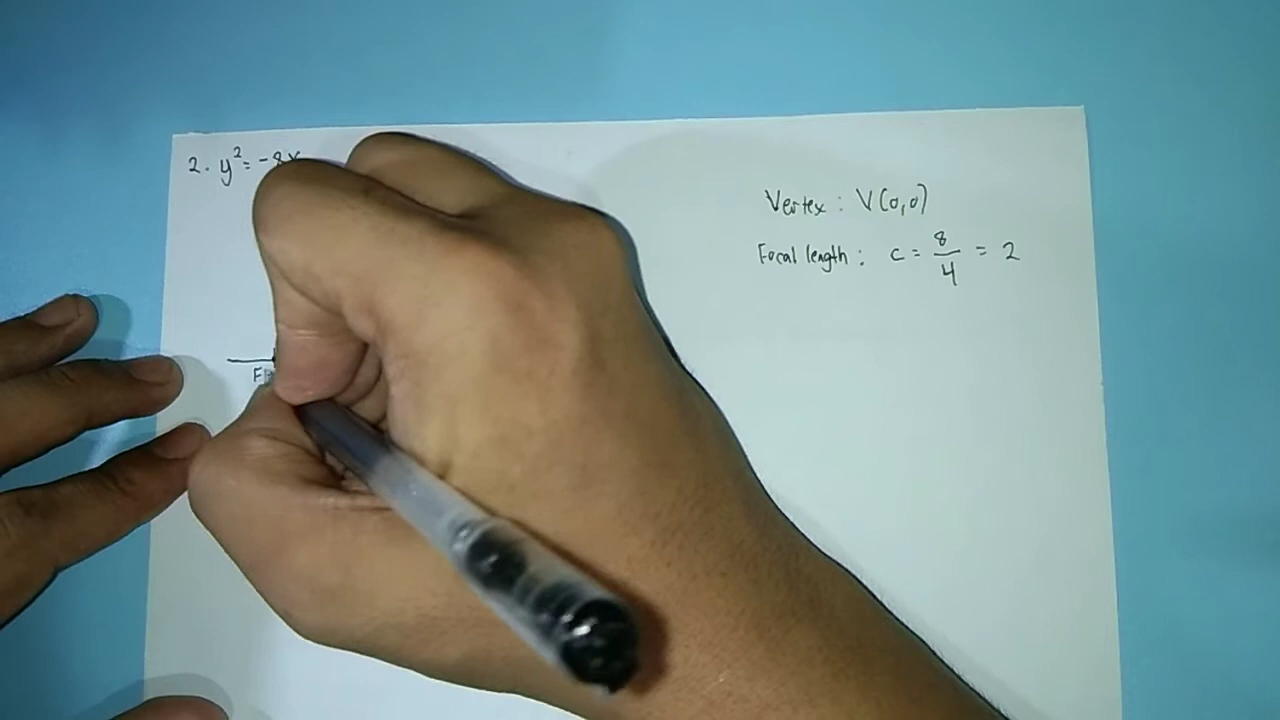 2. y² = -8x
Vertex : V(0,0)
Focal length : c = 8/4 = 2
F